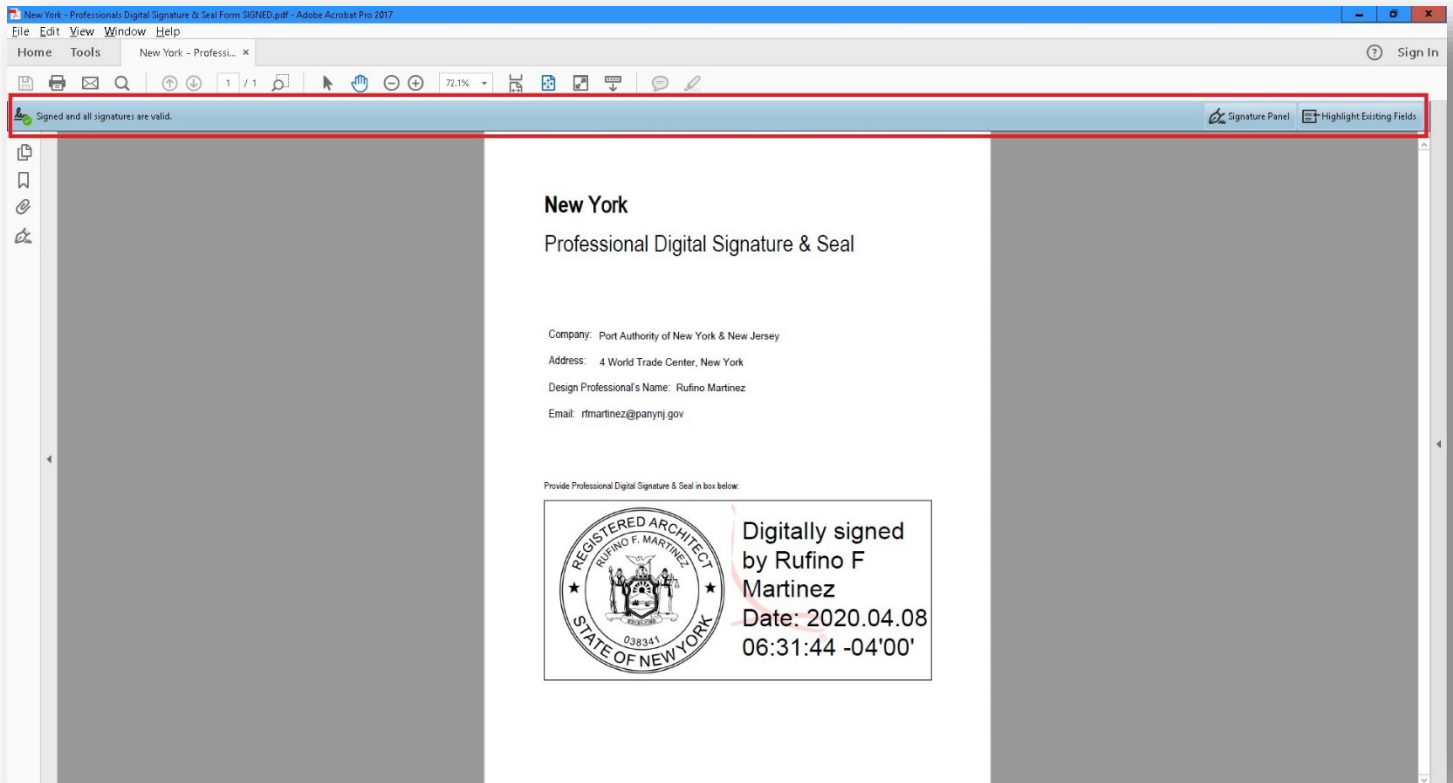 New York - Professionals Digital Signature & Seal Form SIGNED.pdf - Adobe Acrobat Pro 2017
File Edit View Window Help
Home Tools New York - Professi... × ? Sign In
1 / 1 72.1%
Signed and all signatures are valid. Signature Panel Highlight Existing Fields
New York
Professional Digital Signature & Seal
Company: Port Authority of New York & New Jersey
Address: 4 World Trade Center, New York
Design Professional's Name: Rufino Martinez
Email: rfmartinez@panynj.gov
Provide Professional Digital Signature & Seal in box below:
REGISTERED ARCHITECT
RUFINO F. MARTINEZ
038341
STATE OF NEW YORK
Digitally signed
by Rufino F
Martinez
Date: 2020.04.08
06:31:44 -04'00'